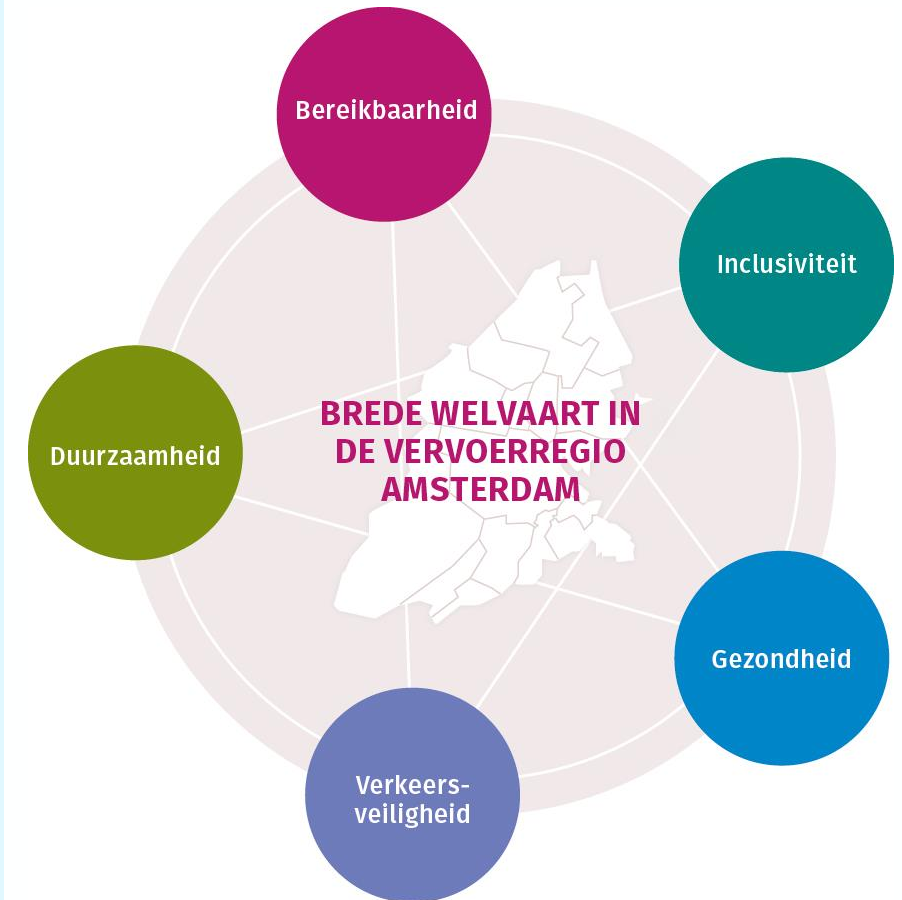 Bereikbaarheid
Inclusiviteit
BREDE WELVAART IN
DE VERVOERREGIO
AMSTERDAM
Duurzaamheid
Gezondheid
Verkeers-
veiligheid